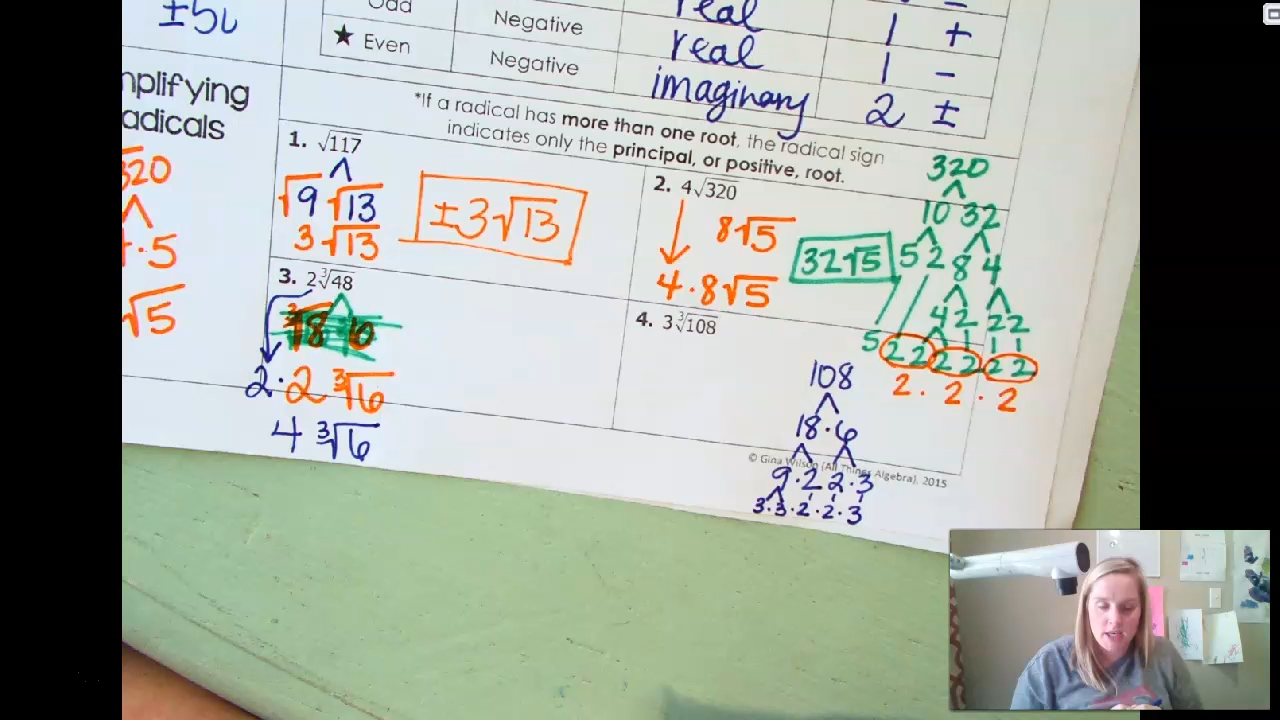 ±5
Odd Negative real 1 +
★ Even Negative real 1 -
imaginary 2 ±
mplifying
adicals
*If a radical has more than one root, the radical sign
indicates only the principal, or positive, root.
320
4·5
√5
1. √117
√9 √13
3√13
±3√13
2. 4√320
8√5
4·8√5
32√5
320
10 32
5 2 8 4
4 2 2 2
5 2 2 2 2 2 2
2 · 2 · 2
3. 2∛48
2·2∛6
4∛6
4. 3∛108
108
18·6
9·2 2·3
3·3·2·2·3
© Gina Wilson (All Things Algebra), 2015